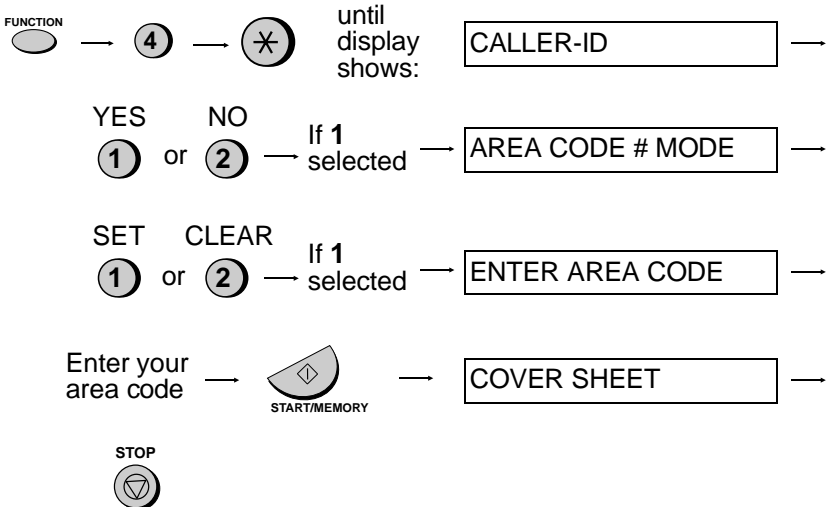 FUNCTION
4
until
display
shows:
CALLER-ID
YES NO
1 or 2
If 1
selected
AREA CODE # MODE
SET CLEAR
1 or 2
If 1
selected
ENTER AREA CODE
Enter your
area code
START/MEMORY
COVER SHEET
STOP